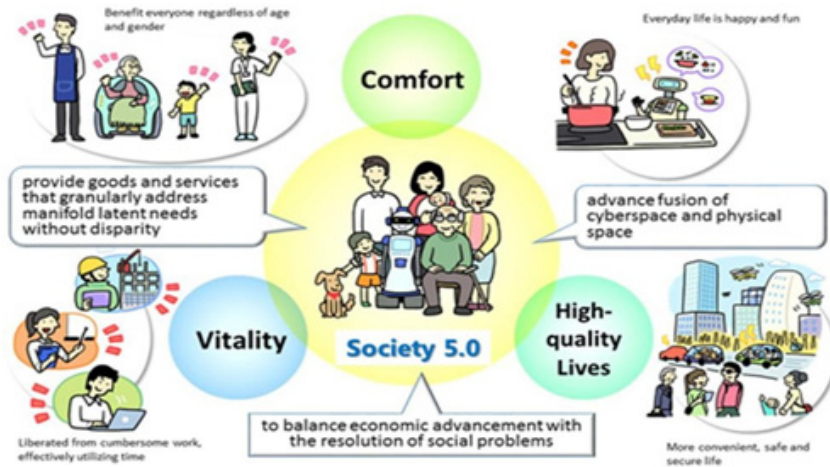 Benefit everyone regardless of age
and gender
Everyday life is happy and fun
Comfort
provide goods and services
that granularly address
manifold latent needs
without disparity
advance fusion of
cyberspace and physical
space
Vitality
High-
quality
Lives
Society 5.0
to balance economic advancement with
the resolution of social problems
Liberated from cumbersome work,
effectively utilizing time
More convenient, safe and
secure life